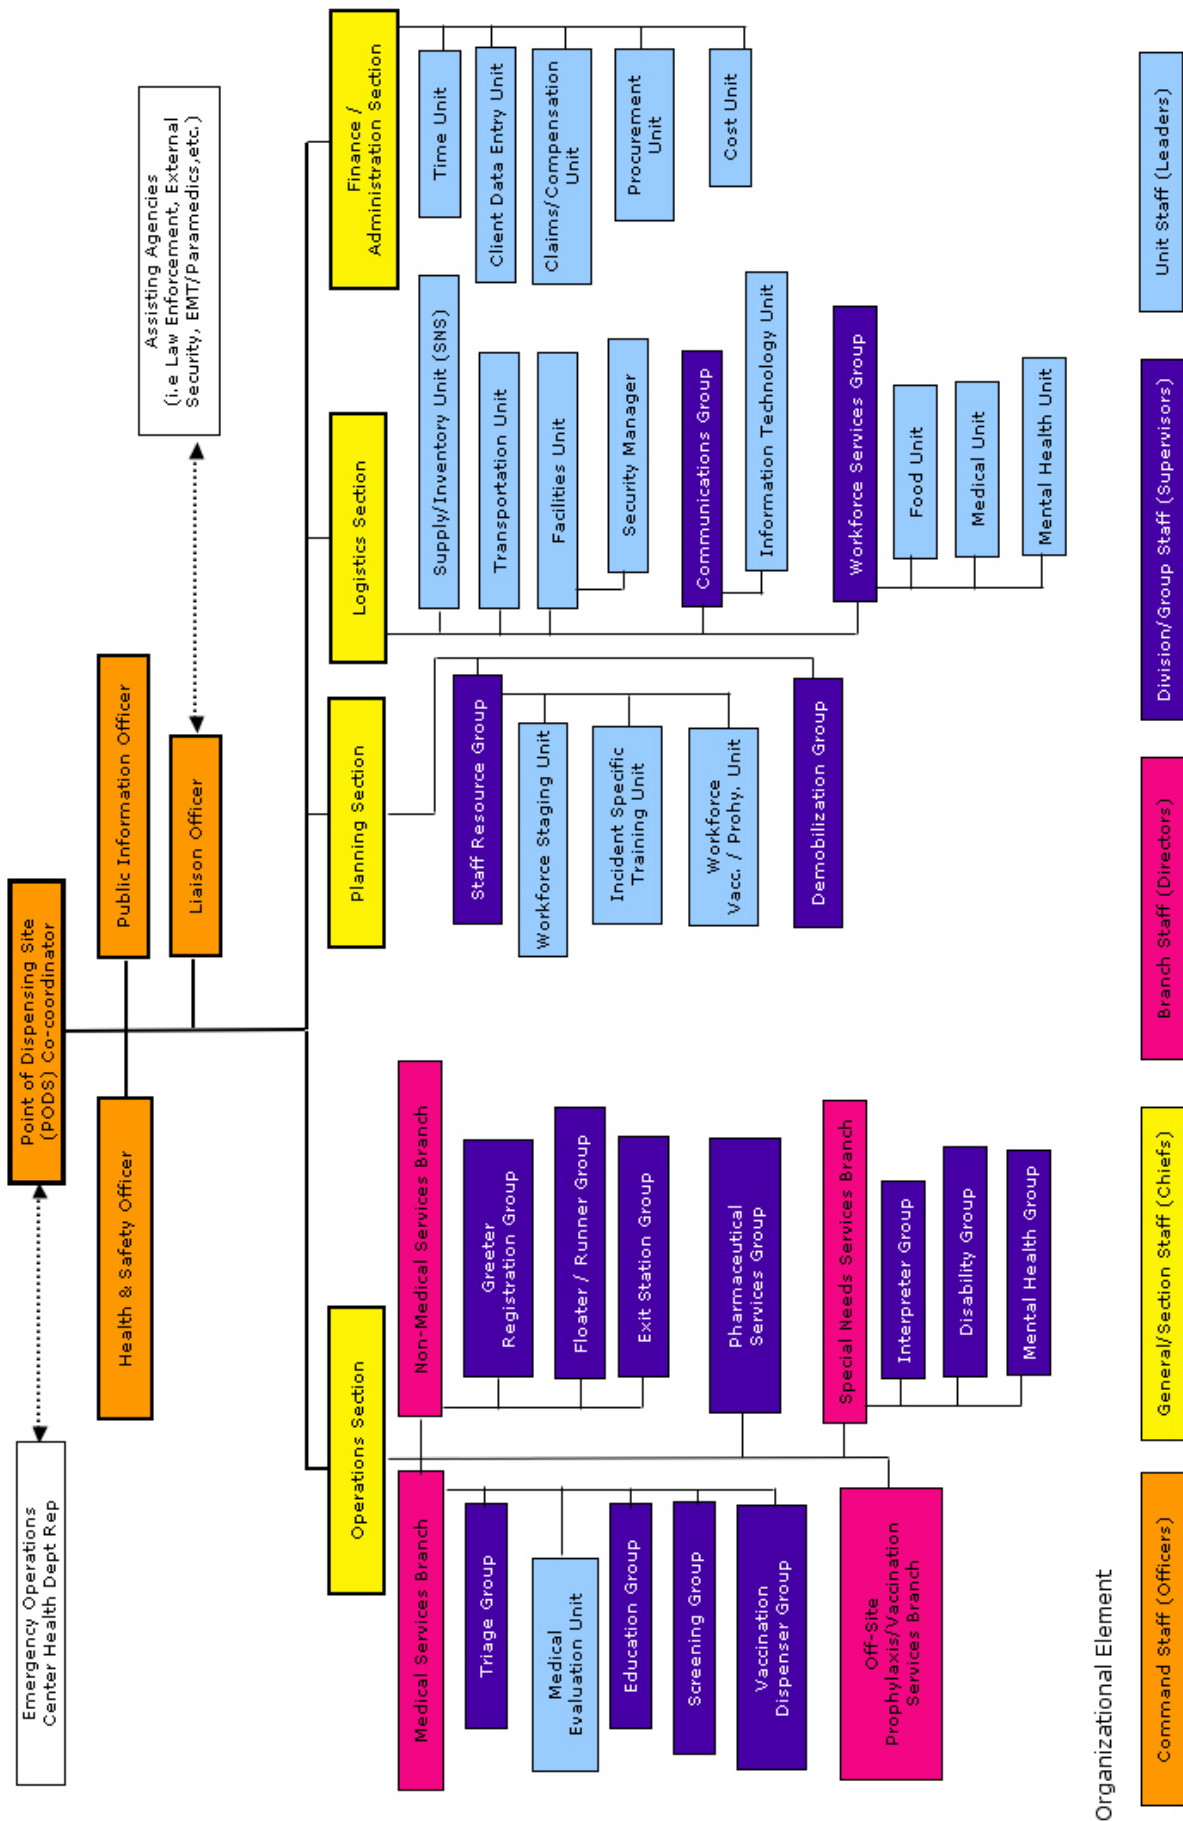 Emergency Operations
Center Health Dept Rep
Point of Dispensing Site
(PODS) Co-coordinator
Health & Safety Officer
Public Information Officer
Liaison Officer
Assisting Agencies
(i.e Law Enforcement, External
Security, EMT/Paramedics,etc.)
Operations Section
Planning Section
Logistics Section
Finance /
Administration Section
Medical Services Branch
Triage Group
Medical
Evaluation Unit
Education Group
Screening Group
Vaccination
Dispenser Group
Off-Site
Prophylaxis/Vaccination
Services Branch
Non-Medical Services Branch
Greeter
Registration Group
Floater / Runner Group
Exit Station Group
Pharmaceutical
Services Group
Special Needs Services Branch
Interpreter Group
Disability Group
Mental Health Group
Staff Resource Group
Workforce Staging Unit
Incident Specific
Training Unit
Workforce
Vacc. / Prohy. Unit
Demobilization Group
Supply/Inventory Unit (SNS)
Transportation Unit
Facilities Unit
Security Manager
Communications Group
Information Technology Unit
Workforce Services Group
Food Unit
Medical Unit
Mental Health Unit
Time Unit
Client Data Entry Unit
Claims/Compensation
Unit
Procurement
Unit
Cost Unit
Organizational Element
Command Staff (Officers)
General/Section Staff (Chiefs)
Branch Staff (Directors)
Division/Group Staff (Supervisors)
Unit Staff (Leaders)